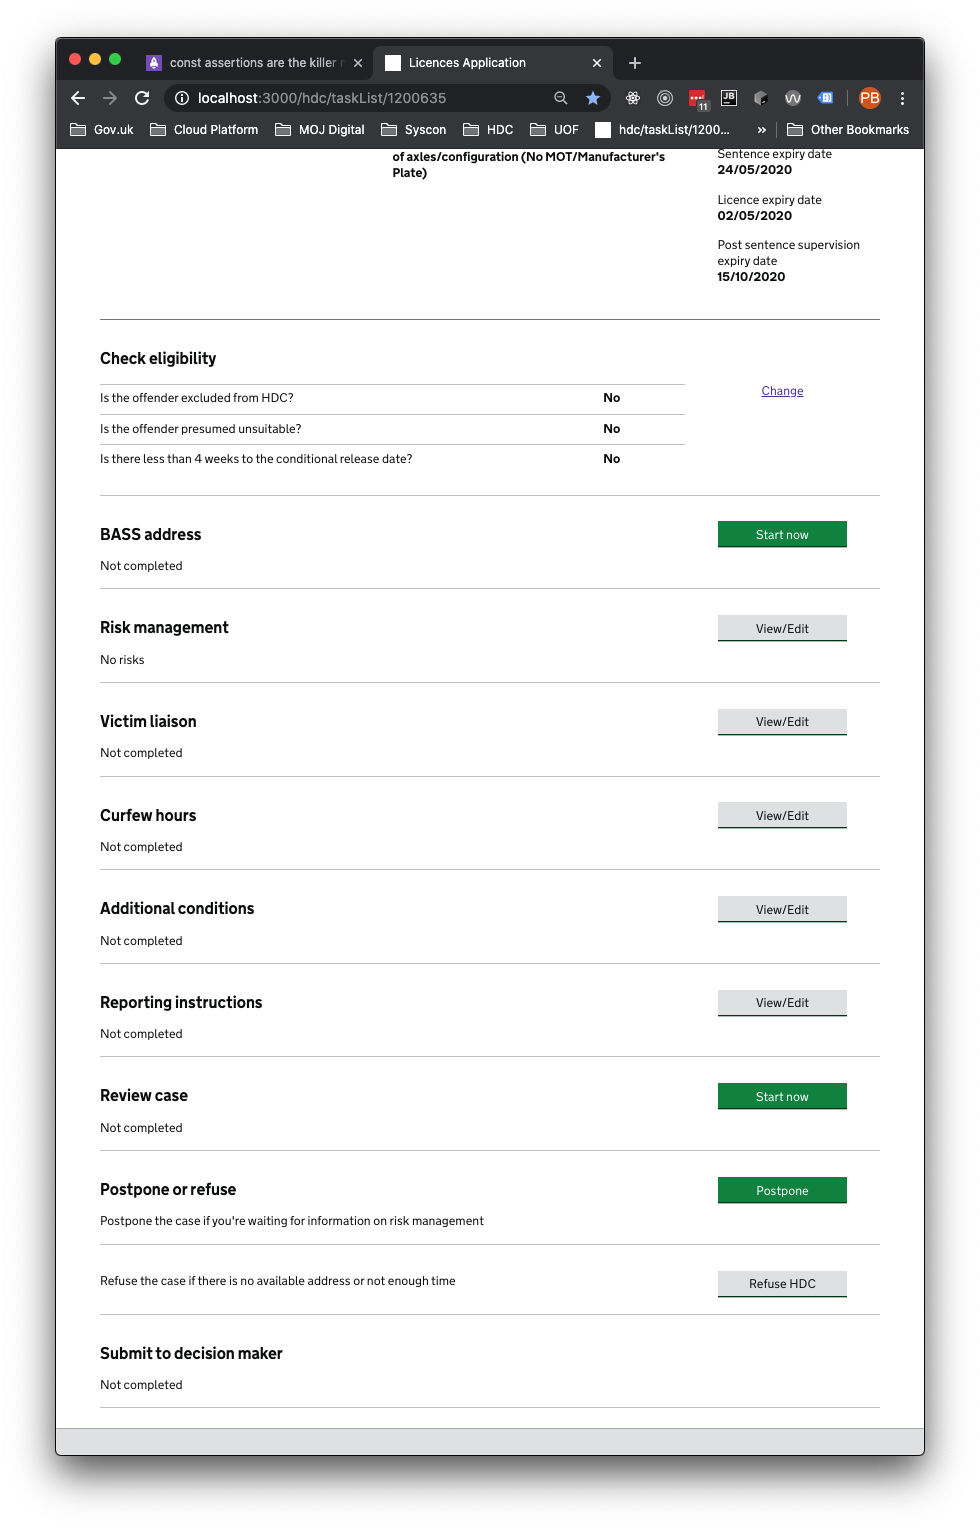 const assertions are the killer
Licences Application
localhost:3000/hdc/taskList/1200635
11
JB
PB
Gov.uk
Cloud Platform
MOJ Digital
Syscon
HDC
UOF
hdc/taskList/1200...
»
Other Bookmarks
of axles/configuration (No MOT/Manufacturer's
Plate)
Sentence expiry date
24/05/2020
Licence expiry date
02/05/2020
Post sentence supervision
expiry date
15/10/2020
Check eligibility
Is the offender excluded from HDC? No
Change
Is the offender presumed unsuitable? No
Is there less than 4 weeks to the conditional release date? No
BASS address
Start now
Not completed
Risk management
View/Edit
No risks
Victim liaison
View/Edit
Not completed
Curfew hours
View/Edit
Not completed
Additional conditions
View/Edit
Not completed
Reporting instructions
View/Edit
Not completed
Review case
Start now
Not completed
Postpone or refuse
Postpone
Postpone the case if you're waiting for information on risk management
Refuse the case if there is no available address or not enough time
Refuse HDC
Submit to decision maker
Not completed